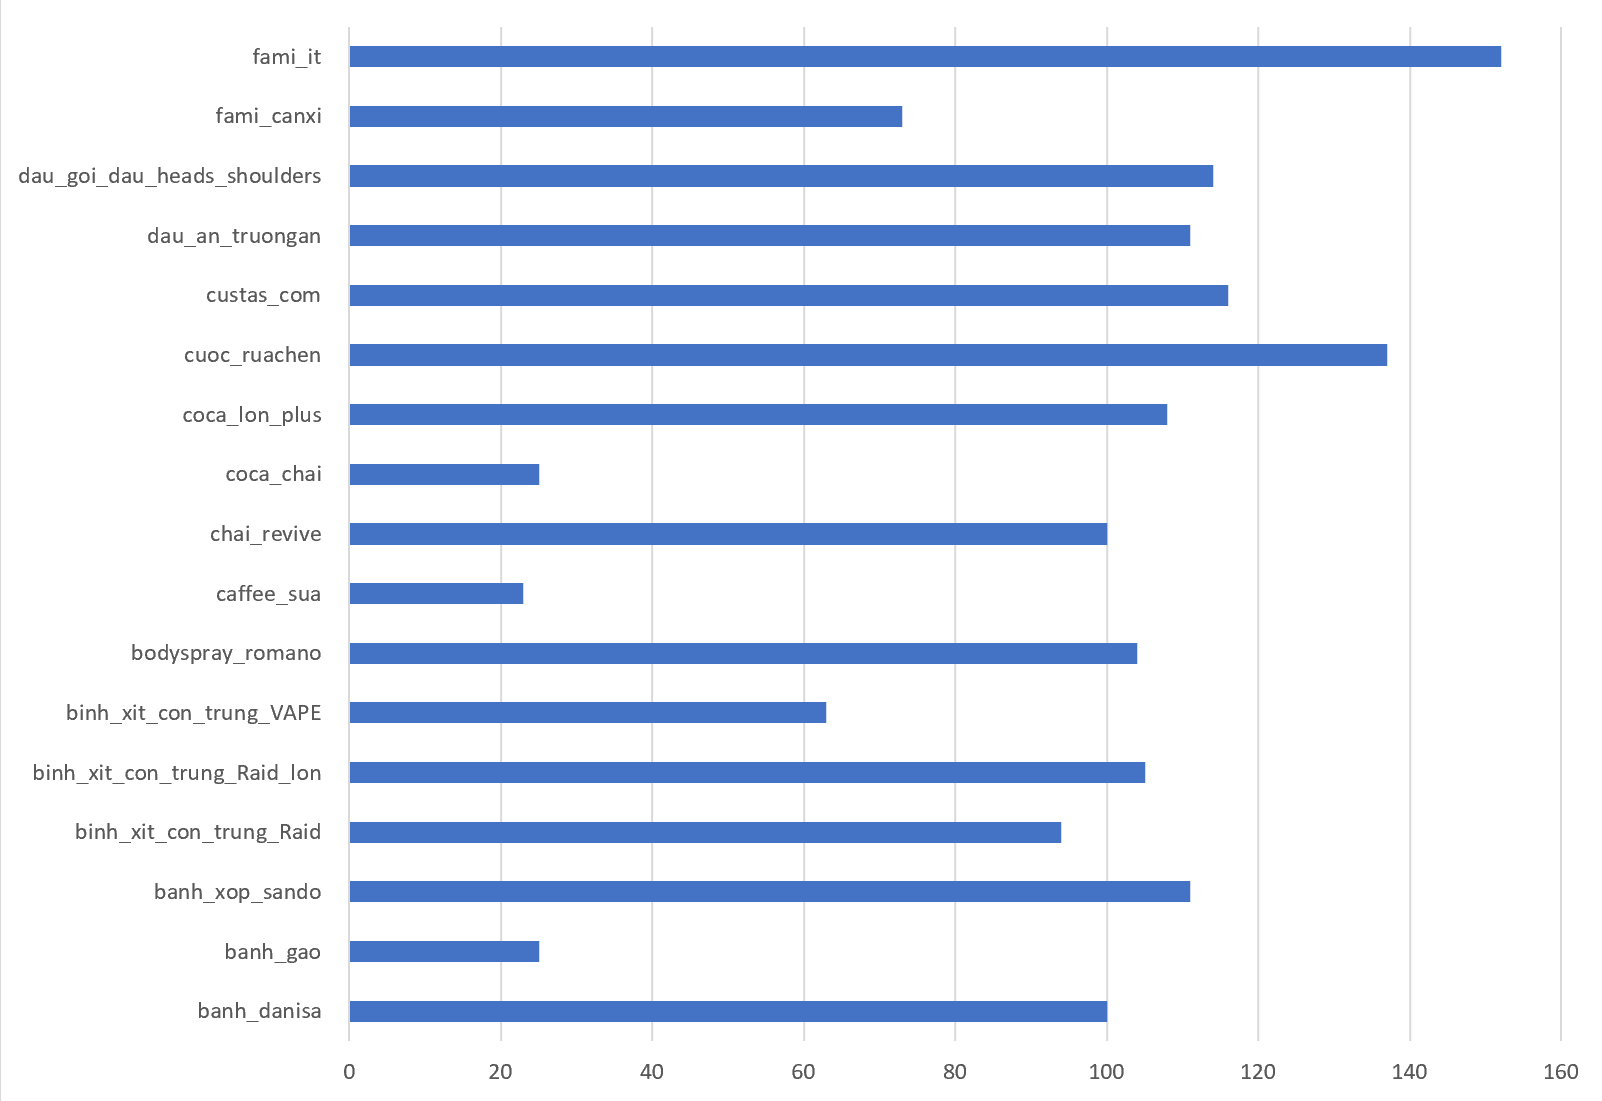 fami_it
fami_canxi
dau_goi_dau_heads_shoulders
dau_an_truongan
custas_com
cuoc_ruachen
coca_lon_plus
coca_chai
chai_revive
caffee_sua
bodyspray_romano
binh_xit_con_trung_VAPE
binh_xit_con_trung_Raid_lon
binh_xit_con_trung_Raid
banh_xop_sando
banh_gao
banh_danisa
0 20 40 60 80 100 120 140 160